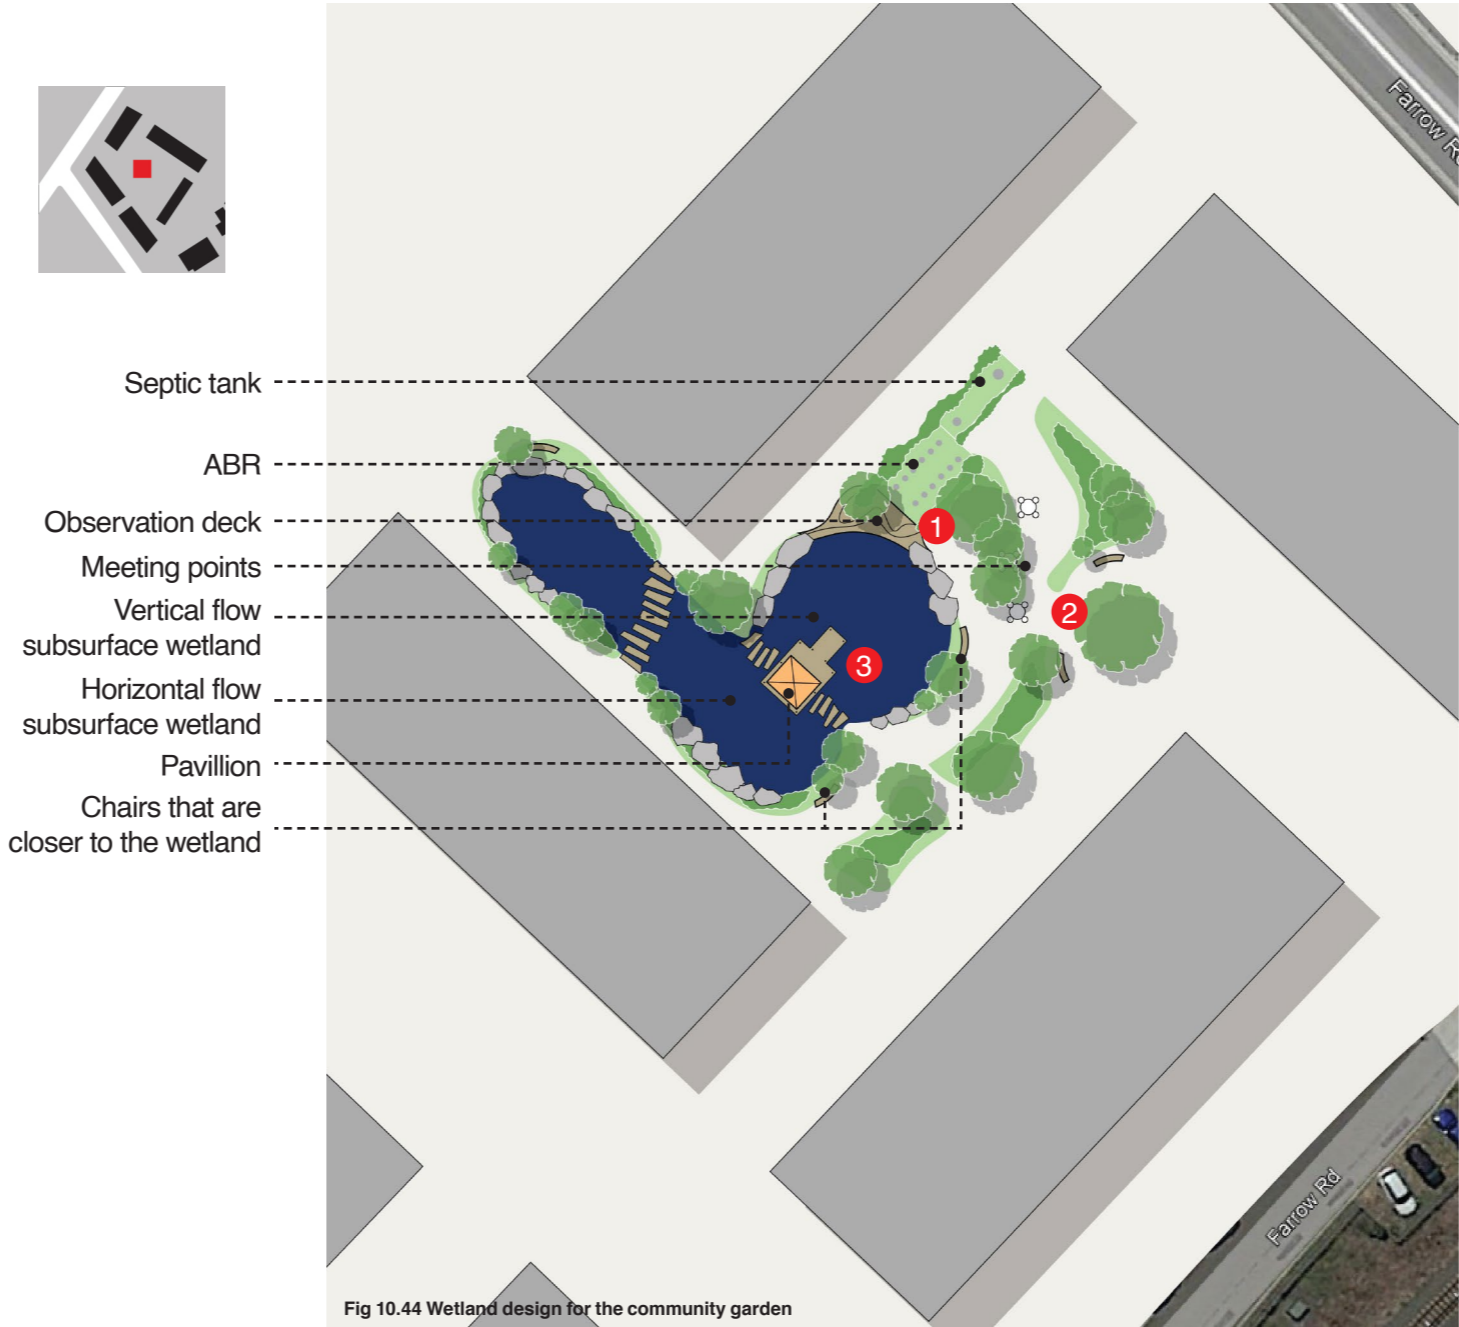 Farrow Rd
Septic tank
ABR
Observation deck
1
Meeting points
2
Vertical flow
subsurface wetland
3
Horizontal flow
subsurface wetland
Pavillion
Chairs that are
closer to the wetland
Farrow Rd
Fig 10.44 Wetland design for the community garden